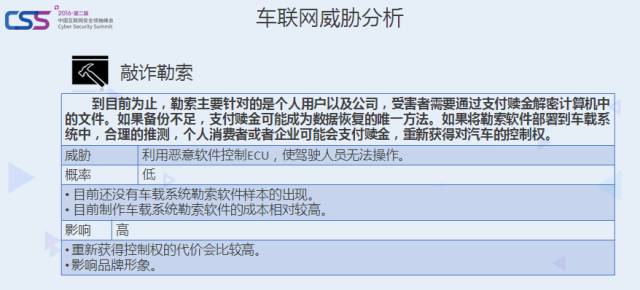 CSS
2016·第二届
中国互联网安全领袖峰会
Cyber Security Summit
车联网威胁分析
敲诈勒索
到目前为止，勒索主要针对的是个人用户以及公司，受害者需要通过支付赎金解密计算机中
的文件。如果备份不足，支付赎金可能成为数据恢复的唯一方法。如果将勒索软件部署到车载系
统中，合理的推测，个人消费者或者企业可能会支付赎金，重新获得对汽车的控制权。
威胁 利用恶意软件控制ECU，使驾驶人员无法操作。
概率 低
• 目前还没有车载系统勒索软件样本的出现。
• 目前制作车载系统勒索软件的成本相对较高。
影响 高
• 重新获得控制权的代价会比较高。
• 影响品牌形象。